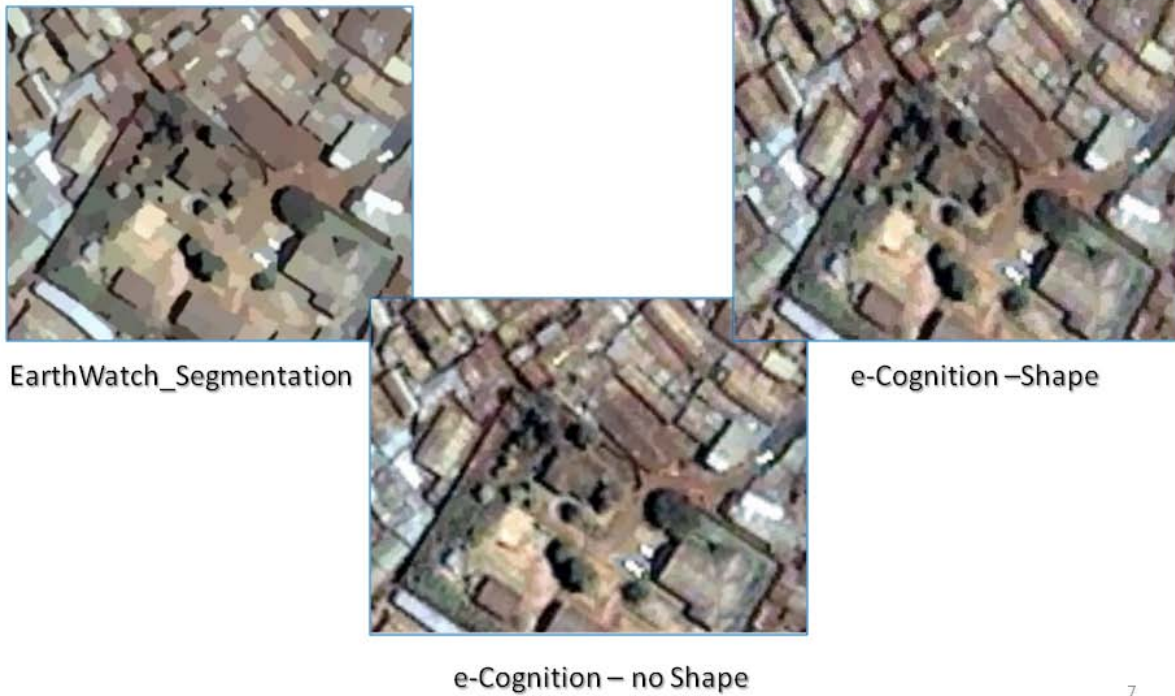 EarthWatch_Segmentation
e-Cognition –Shape
e-Cognition – no Shape
7